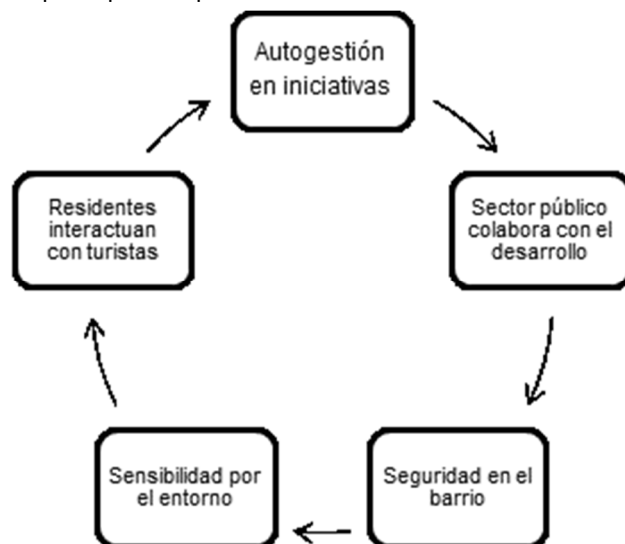 Autogestión
en iniciativas
Sector público
colabora con el
desarrollo
Seguridad en el
barrio
Sensibilidad por
el entorno
Residentes
interactuan
con turistas